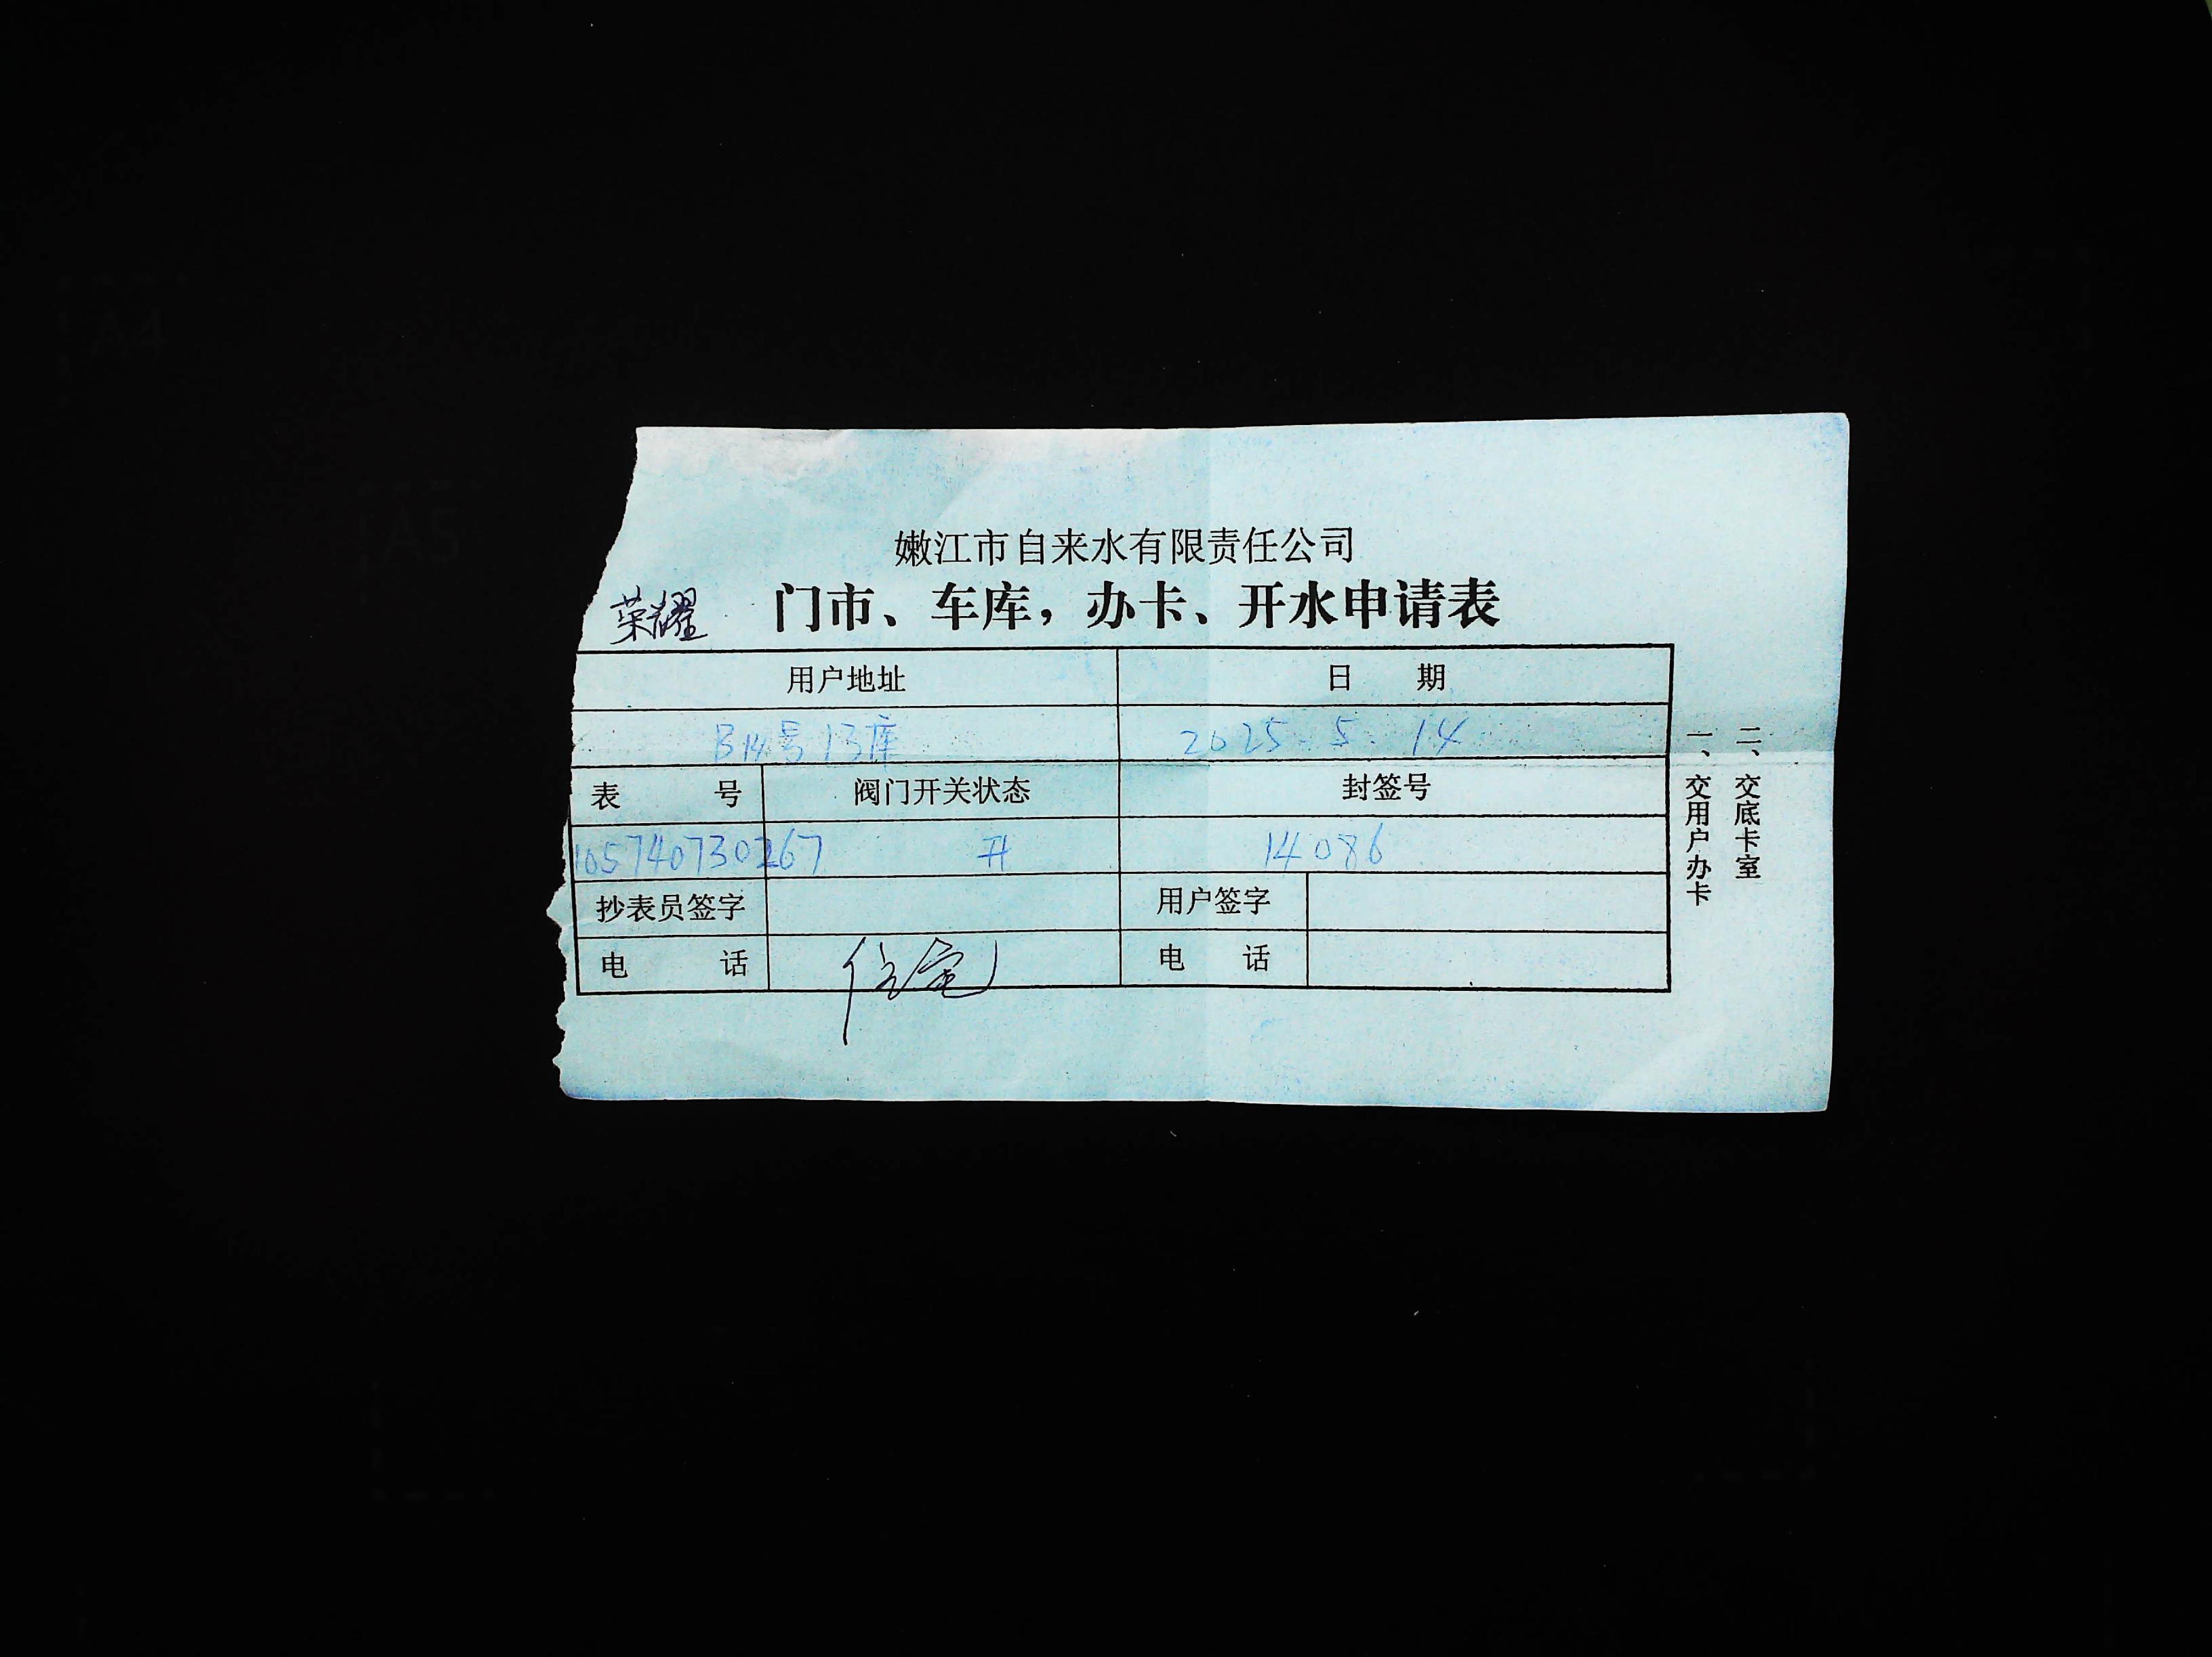 嫩江市自来水有限责任公司
荣耀 门市、车库，办卡、开水申请表
用户地址 日 期
B14号13库 2025.5.14
表 号 阀门开关状态 封签号
105740730267 开 14086
抄表员签字 用户签字
电 话 住宅 电 话
一、交用户办卡
二、交底卡室
A4
A5